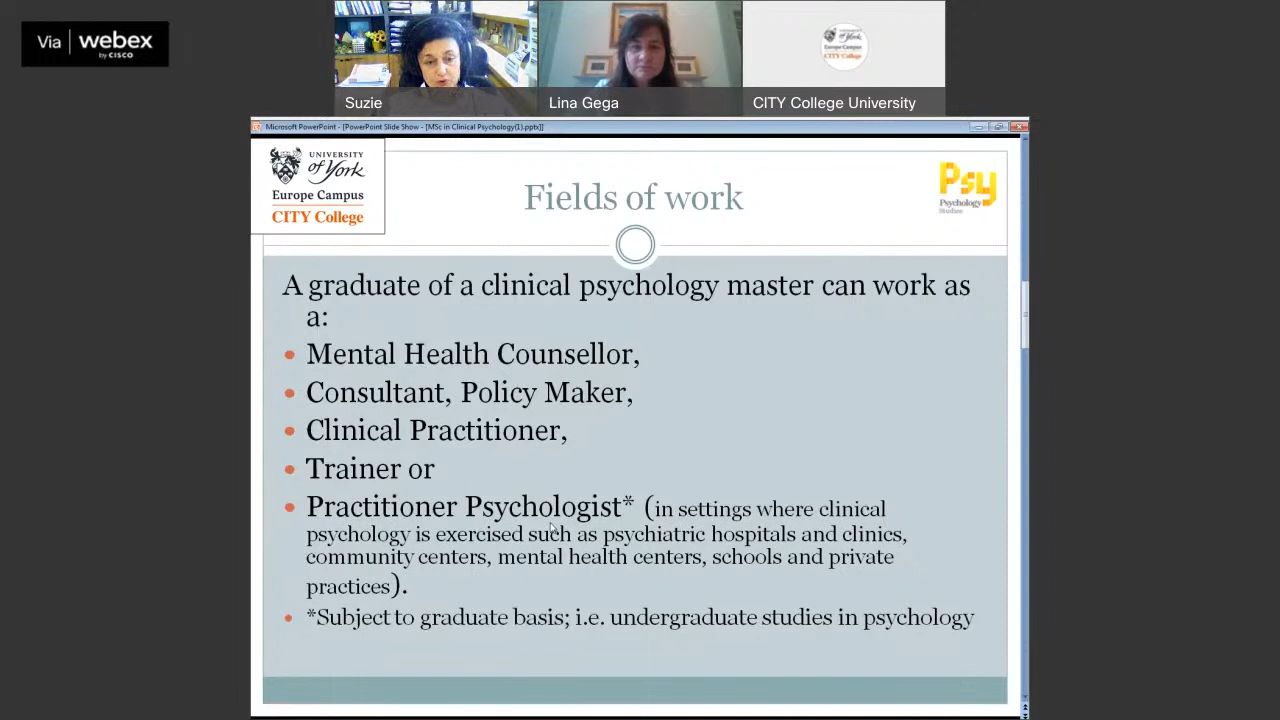 Via webex
by CISCO
Suzie
Lina Gega
CITY College University
Microsoft PowerPoint - [PowerPoint Slide Show - [MSc in Clinical Psychology(1).pptx]]
UNIVERSITY
of York
Europe Campus
CITY College
Fields of work
Psy
Psychology
Studies
A graduate of a clinical psychology master can work as
a:
• Mental Health Counsellor,
• Consultant, Policy Maker,
• Clinical Practitioner,
• Trainer or
• Practitioner Psychologist* (in settings where clinical
psychology is exercised such as psychiatric hospitals and clinics,
community centers, mental health centers, schools and private
practices).
• *Subject to graduate basis; i.e. undergraduate studies in psychology